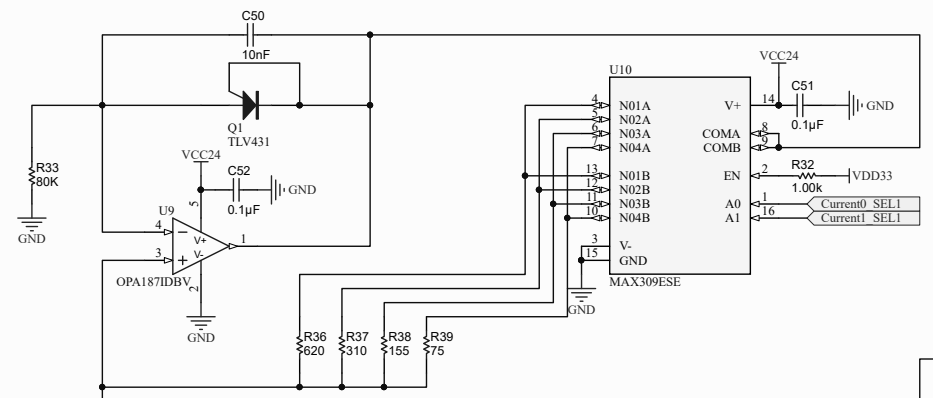 C50
10nF
Q1
TLV431
R33
80K
GND
VCC24
C52
0.1µF
GND
U9
4
3
5
V+
V-
2
1
OPA187IDBV
GND
R36
620
R37
310
R38
155
R39
75
U10
4 N01A
5 N02A
6 N03A
7 N04A
13 N01B
12 N02B
11 N03B
10 N04B
3 V-
15 GND
MAX309ESE
GND
V+ 14
COMA 8
COMB 9
EN 2
A0 1
A1 16
VCC24
C51
0.1µF
GND
R32
1.00k
VDD33
Current0_SEL1
Current1_SEL1